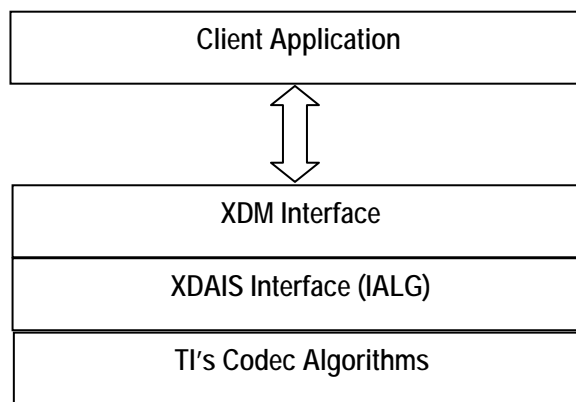 Client Application
XDM Interface
XDAIS Interface (IALG)
TI's Codec Algorithms